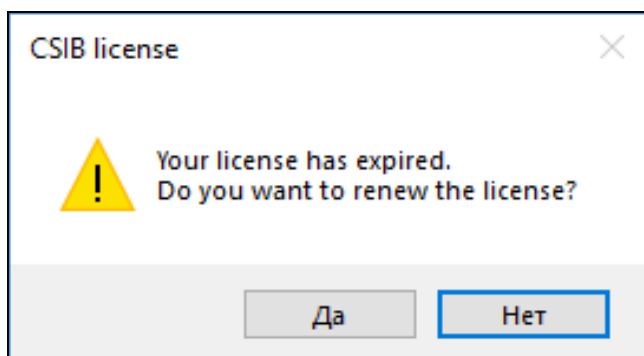 CSIB license
Your license has expired.
Do you want to renew the license?
Да
Нет